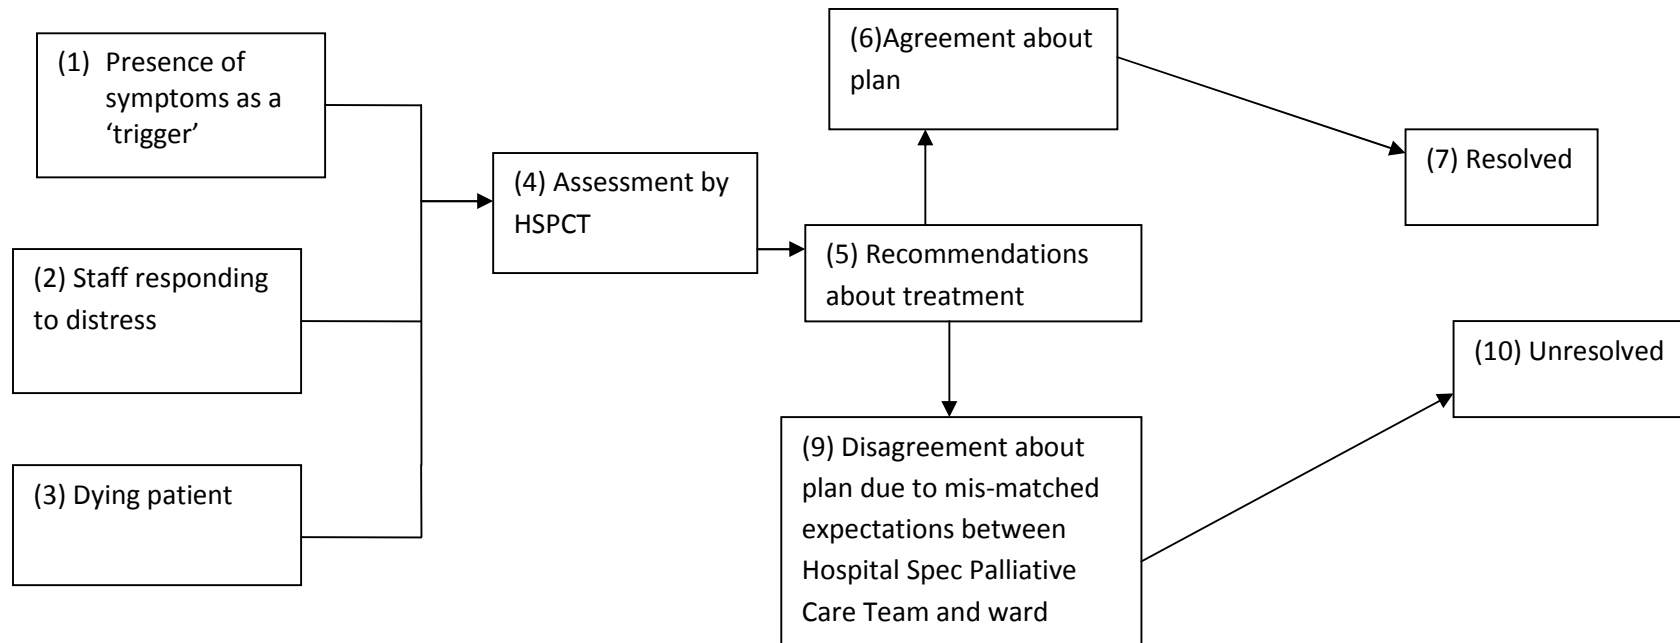 (1) Presence of
symptoms as a
‘trigger’
(2) Staff responding
to distress
(3) Dying patient
(4) Assessment by
HSPCT
(5) Recommendations
about treatment
(6)Agreement about
plan
(7) Resolved
(9) Disagreement about
plan due to mis-matched
expectations between
Hospital Spec Palliative
Care Team and ward
(10) Unresolved